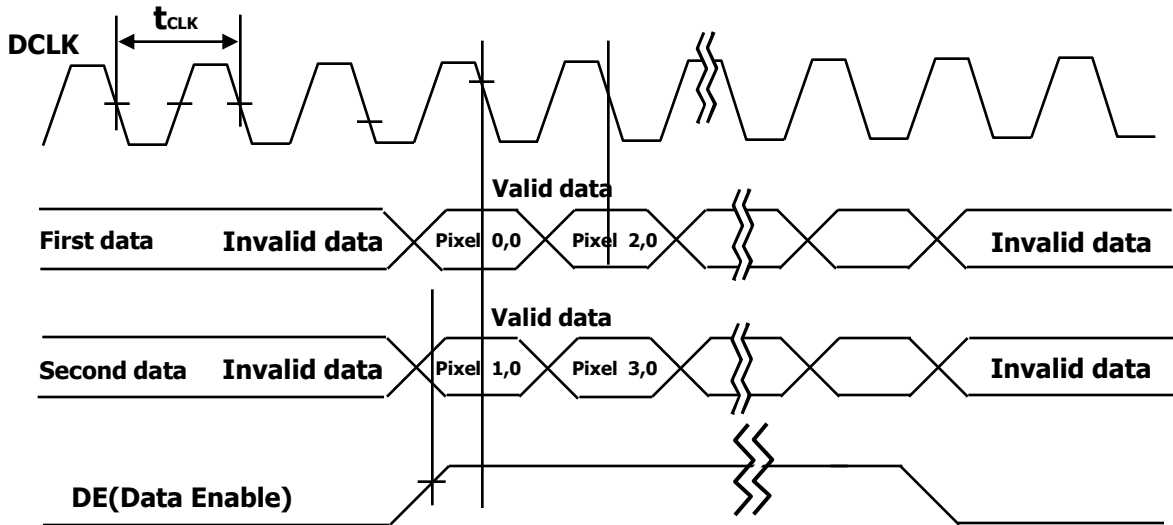 tCLK
DCLK
Valid data
First data Invalid data Pixel 0,0 Pixel 2,0 Invalid data
Valid data
Second data Invalid data Pixel 1,0 Pixel 3,0 Invalid data
DE(Data Enable)